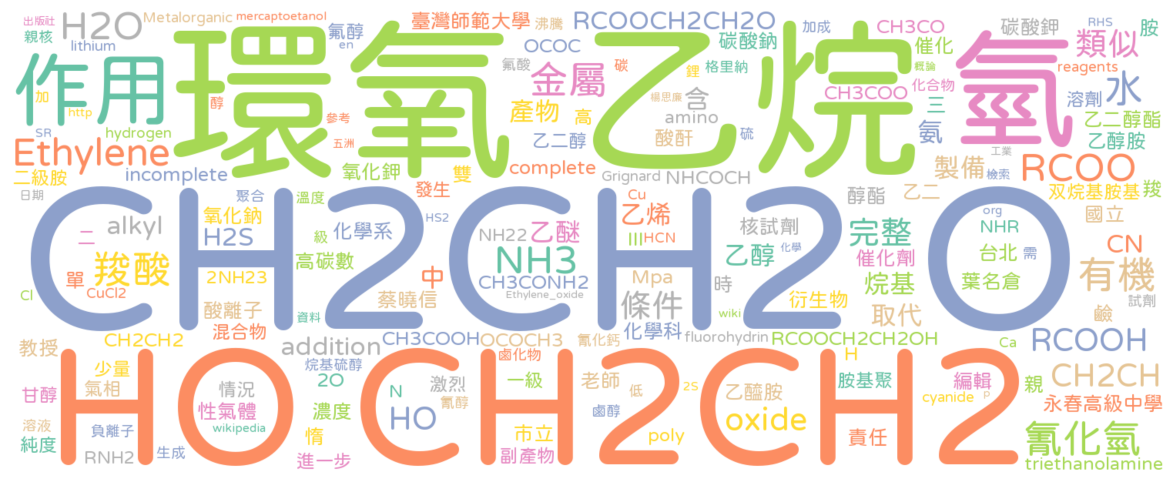 出版社 Metalorganic mercaptoetanol 臺灣師範大學 沸騰 RCOOCH2CH2O 加成 CH3CO 碳酸鉀 RHS 胺
親核 H2O 氟醇 OCOC 碳酸鈉 催化 類似
lithium en 氟酸 金屬 碳 鋰 格里納 概論 reagents
作用 環氧乙烷 氫
加 醇 產物 高 含 楊思廉 CH3COO 化合物 溶劑 水
http 參考 amino 三 乙二醇酯
SR hydrogen 五洲 乙二醇 酸酐 硫 氨 工業 乙醇胺
Ethylene 氧化鉀 雙 complete Grignard NHCOCH 製備 檢索 RCOO
二級胺 incomplete 發生 醇酯 乙二 双烷基胺基 羧
日期 聚合 溫度 Cu org 國立
CH2CH2 O
alkyl 氧化鈉 級 化學系 HS2 乙烯 核試劑 完整 NHR
二 H2S NH22 乙醚 III HCN 乙醇 化學 催化劑 台北 需 CN
單 羧酸 2NH23 高碳數 中 NH3 CH3CONH2 Mpa 時 烷基 葉名倉 有機
Cl CuCl2 酸離子 蔡曉信 Ethylene_oxide 條件 衍生物 試劑
混合物 資料 wiki 取代 鹼
CH2CH2 CH3COOH OCOCH3 化學科 fluorohydrin RCOOCH2CH2OH Ca RCOOH
教授 addition 鹵化物 氰化鈣 H
HO CH2CH2
少量 烷基硫醇 CH2CH
甘醇 氣相 情況 2O N 激烈 一級 老師 低 2S 乙醯胺 胺基聚 編輯 親
性氣體 濃度 HO 氰醇 鹵醇 cyanide P 永春高級中學
溶液 負離子 wikipedia 惰 oxide
純度 市立 poly 責任 氰化氫
RNH2 生成 進一步 副產物 triethanolamine